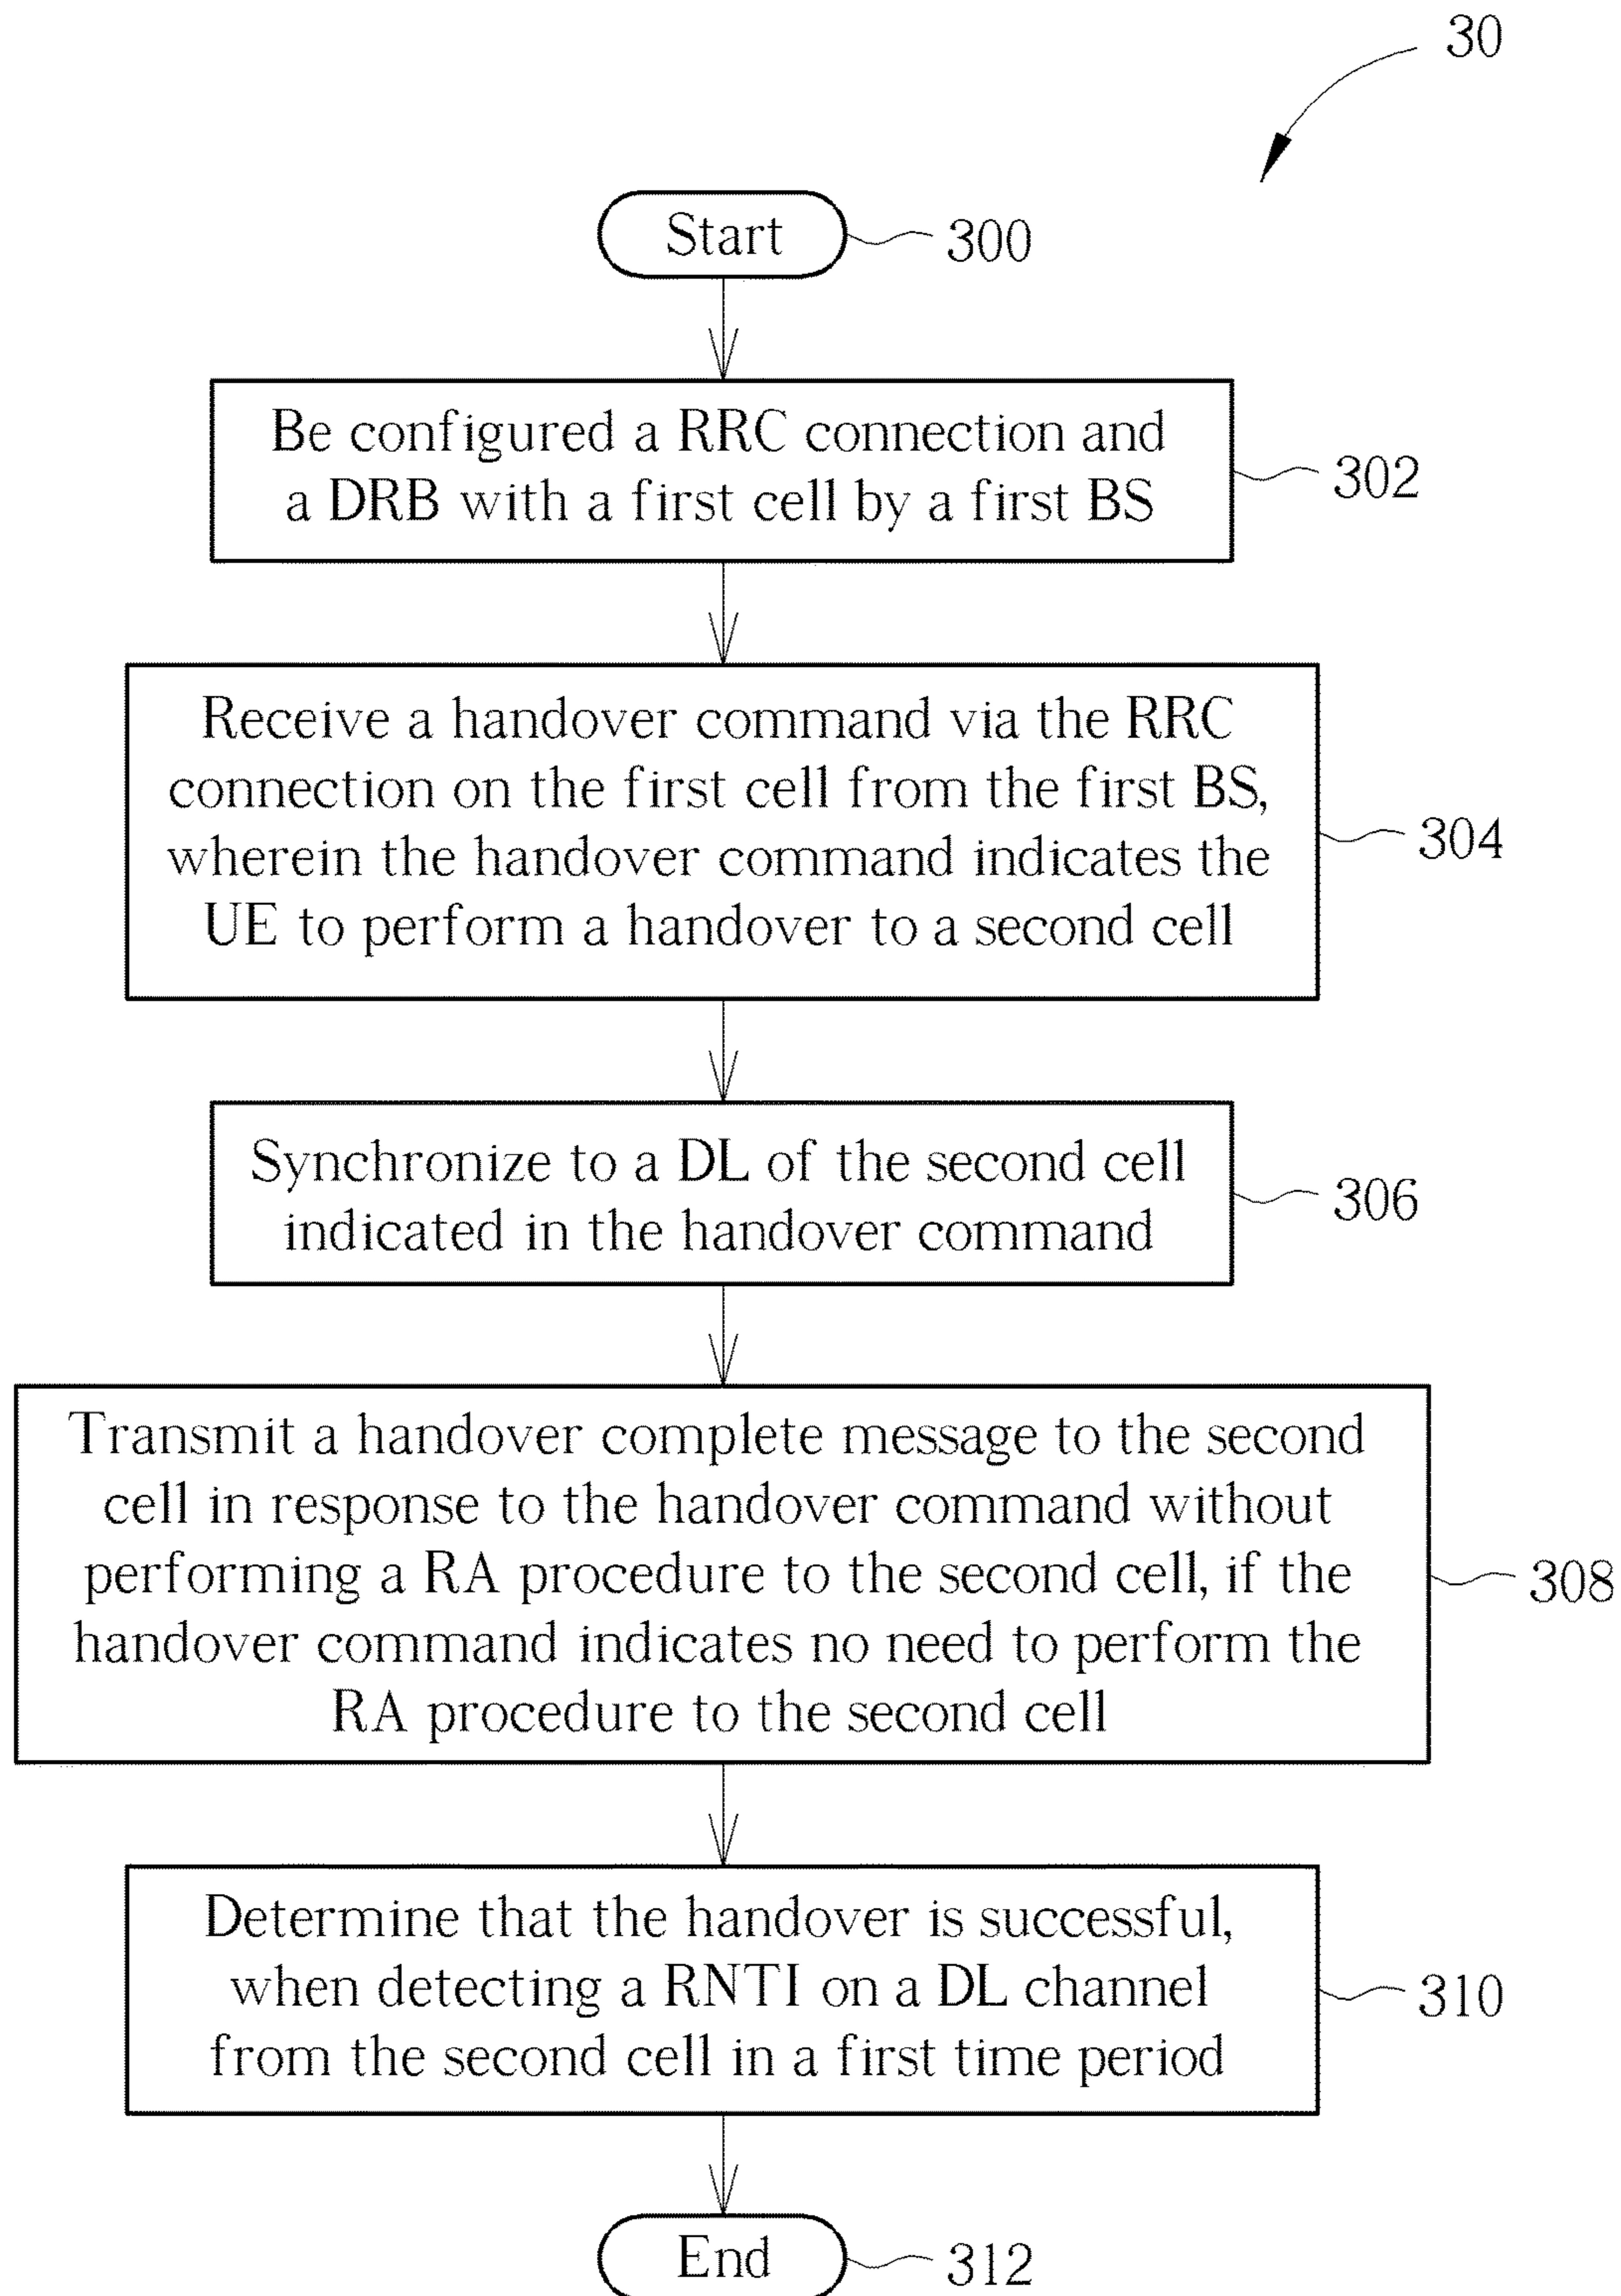 30
Start
300
Be configured a RRC connection and
a DRB with a first cell by a first BS
302
Receive a handover command via the RRC
connection on the first cell from the first BS,
wherein the handover command indicates the
UE to perform a handover to a second cell
304
Synchronize to a DL of the second cell
indicated in the handover command
306
Transmit a handover complete message to the second
cell in response to the handover command without
performing a RA procedure to the second cell, if the
handover command indicates no need to perform the
RA procedure to the second cell
308
Determine that the handover is successful,
when detecting a RNTI on a DL channel
from the second cell in a first time period
310
End
312